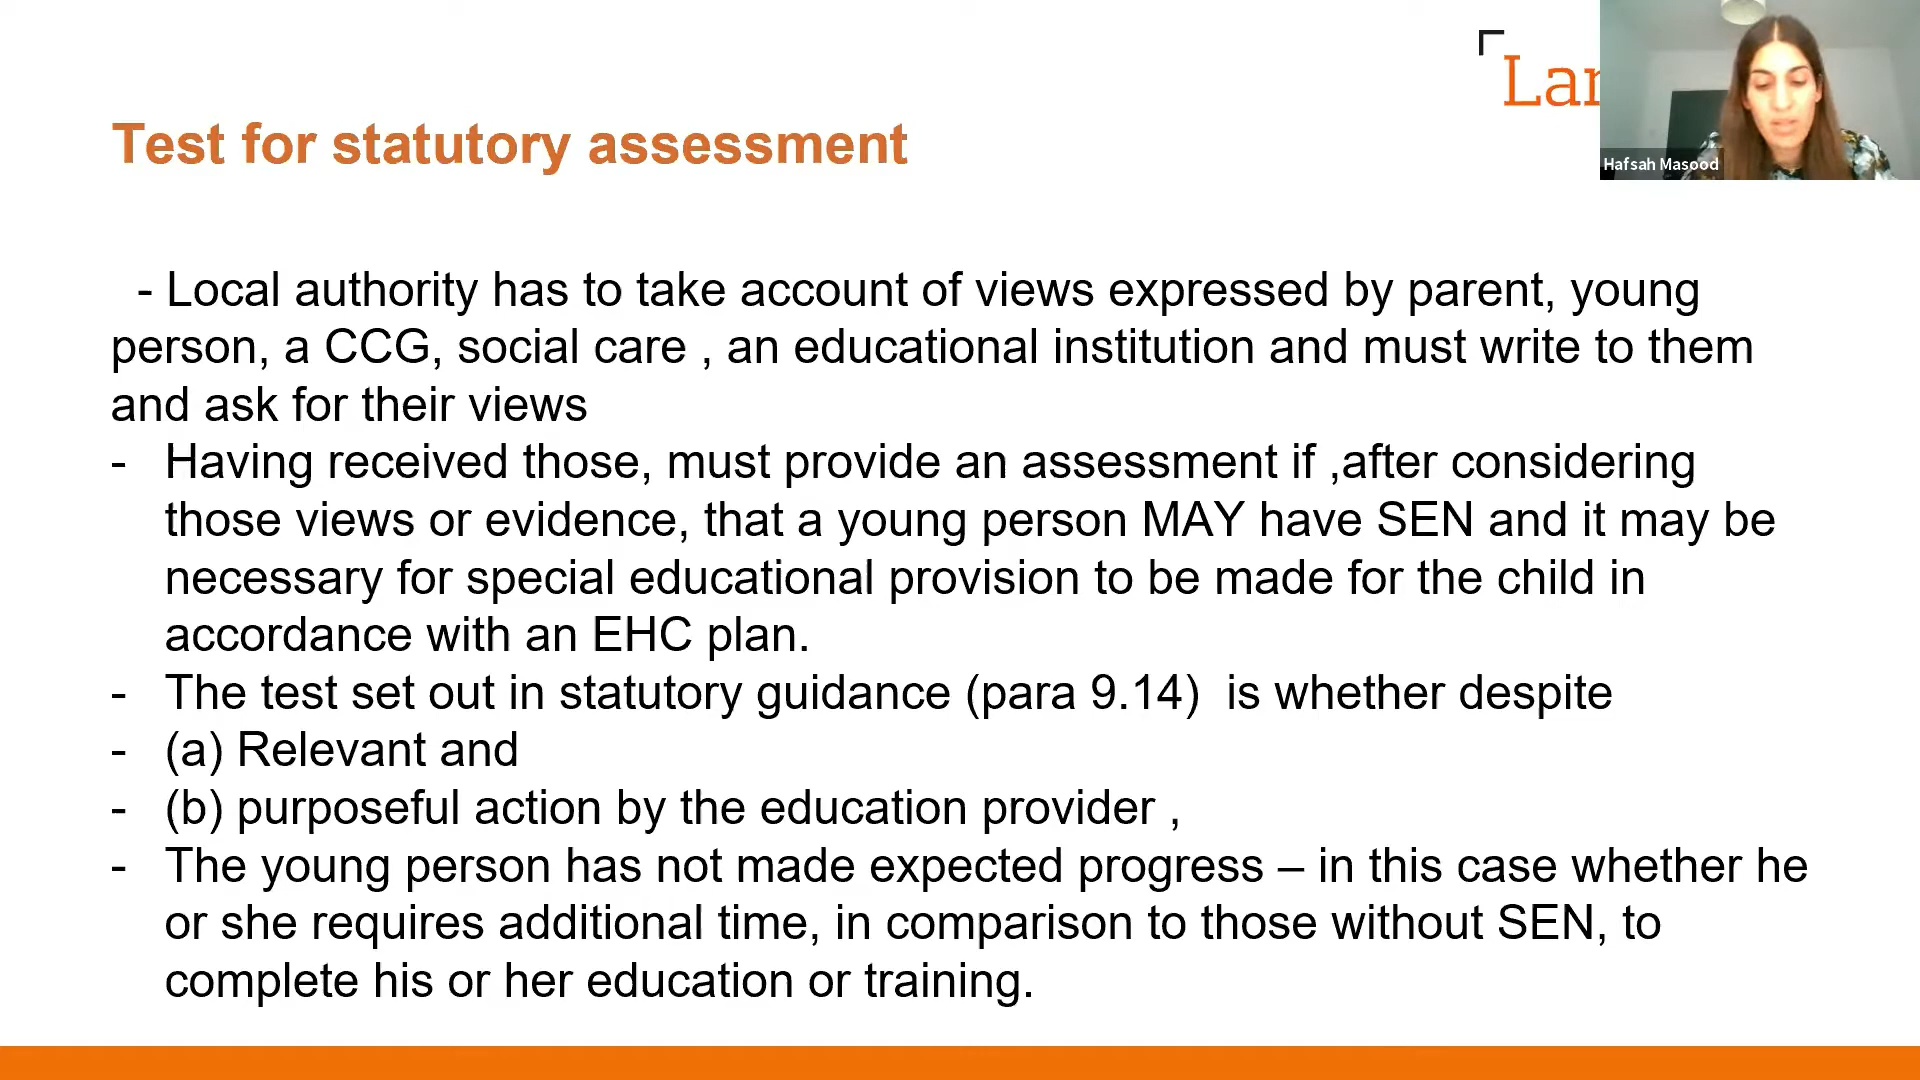 Lar
Hafsah Masood
Test for statutory assessment
- Local authority has to take account of views expressed by parent, young
person, a CCG, social care , an educational institution and must write to them
and ask for their views
- Having received those, must provide an assessment if ,after considering
those views or evidence, that a young person MAY have SEN and it may be
necessary for special educational provision to be made for the child in
accordance with an EHC plan.
- The test set out in statutory guidance (para 9.14)  is whether despite
- (a) Relevant and
- (b) purposeful action by the education provider ,
- The young person has not made expected progress – in this case whether he
or she requires additional time, in comparison to those without SEN, to
complete his or her education or training.